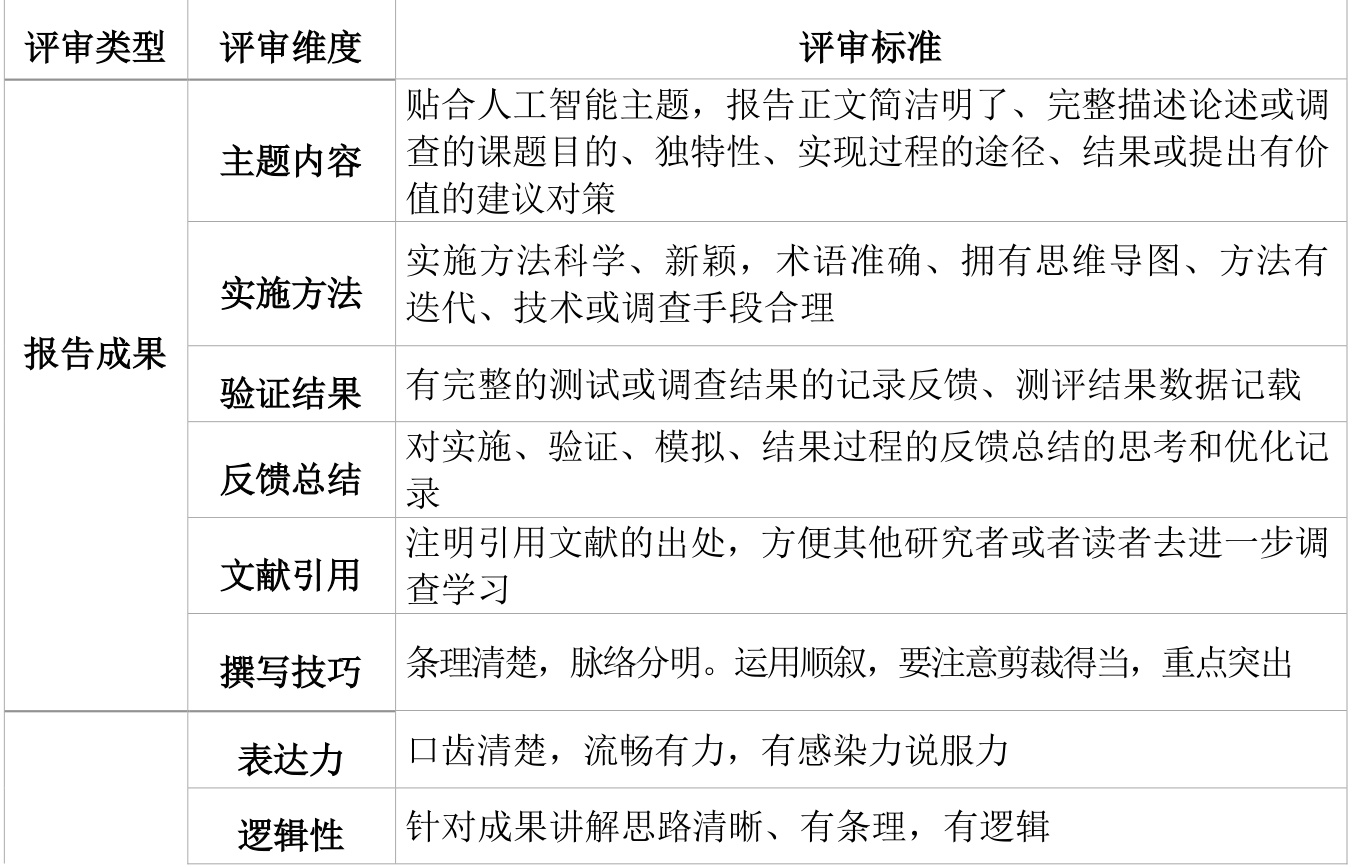 评审类型 评审维度 评审标准
贴合人工智能主题，报告正文简洁明了、完整描述论述或调
主题内容 查的课题目的、独特性、实现过程的途径、结果或提出有价
值的建议对策
实施方法科学、新颖，术语准确、拥有思维导图、方法有
实施方法
迭代、技术或调查手段合理
报告成果
验证结果 有完整的测试或调查结果的记录反馈、测评结果数据记载
对实施、验证、模拟、结果过程的反馈总结的思考和优化记
反馈总结
录
注明引用文献的出处，方便其他研究者或者读者去进一步调
文献引用
查学习
撰写技巧 条理清楚，脉络分明。运用顺叙，要注意剪裁得当，重点突出
表达力 口齿清楚，流畅有力，有感染力说服力
逻辑性 针对成果讲解思路清晰、有条理，有逻辑